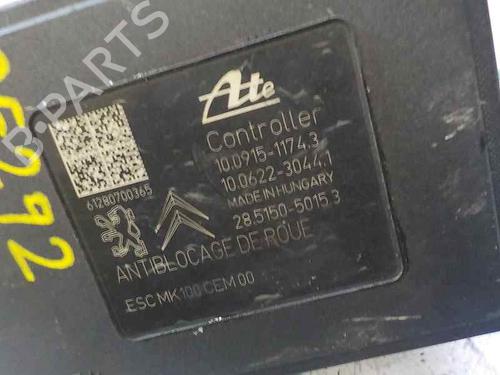 Ate
Controller
10.0915-1174.3
10.0622-3044.1
MADE IN HUNGARY
28.5150-5015.3
61280700365
ANTIBLOCAGE DE ROUE
ESC MK100 CEM 00
B-PARTS